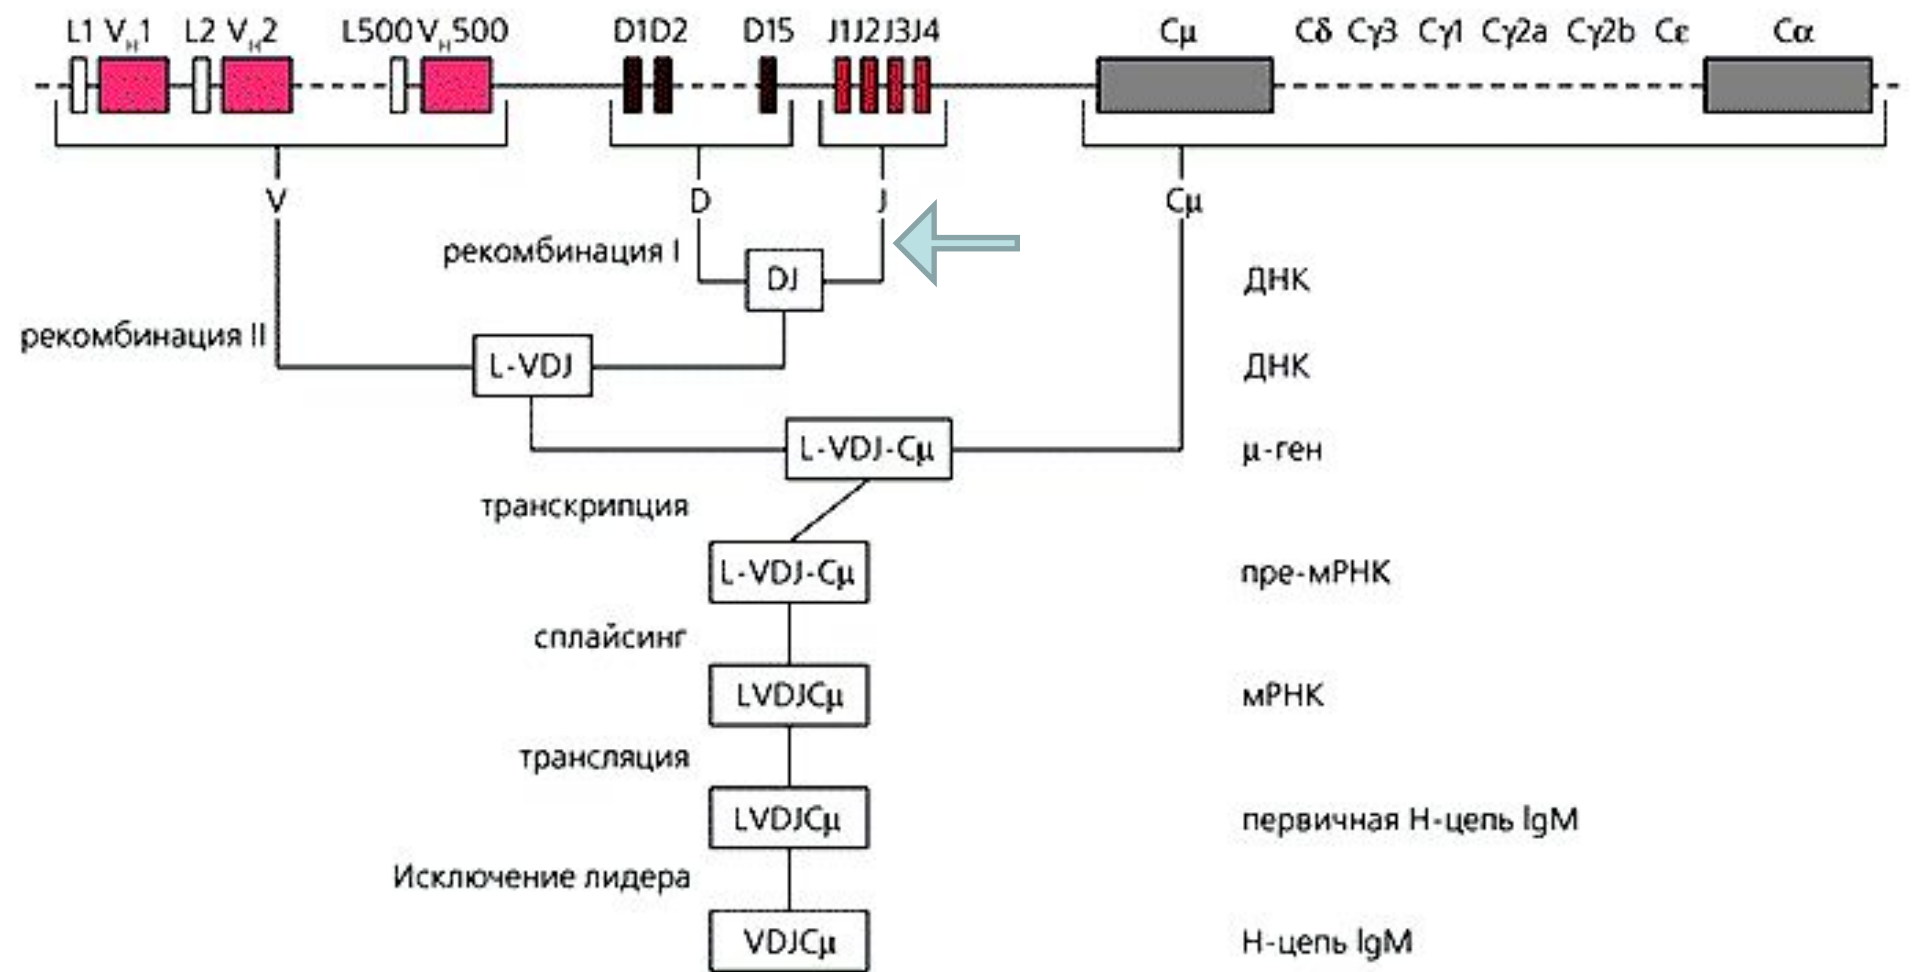 L1 VH1 L2 VH2 L500 VH500 D1D2 D15 J1J2J3J4 Cμ Cδ Cγ3 Cγ1 Cγ2a Cγ2b Cε Cα
V D J Cμ
рекомбинация I
DJ ДНК
рекомбинация II
L-VDJ ДНК
L-VDJ-Cμ μ-ген
транскрипция
L-VDJ-Cμ пре-мРНК
сплайсинг
LVDJCμ мРНК
трансляция
LVDJCμ первичная Н-цепь IgM
Исключение лидера
VDJCμ Н-цепь IgM